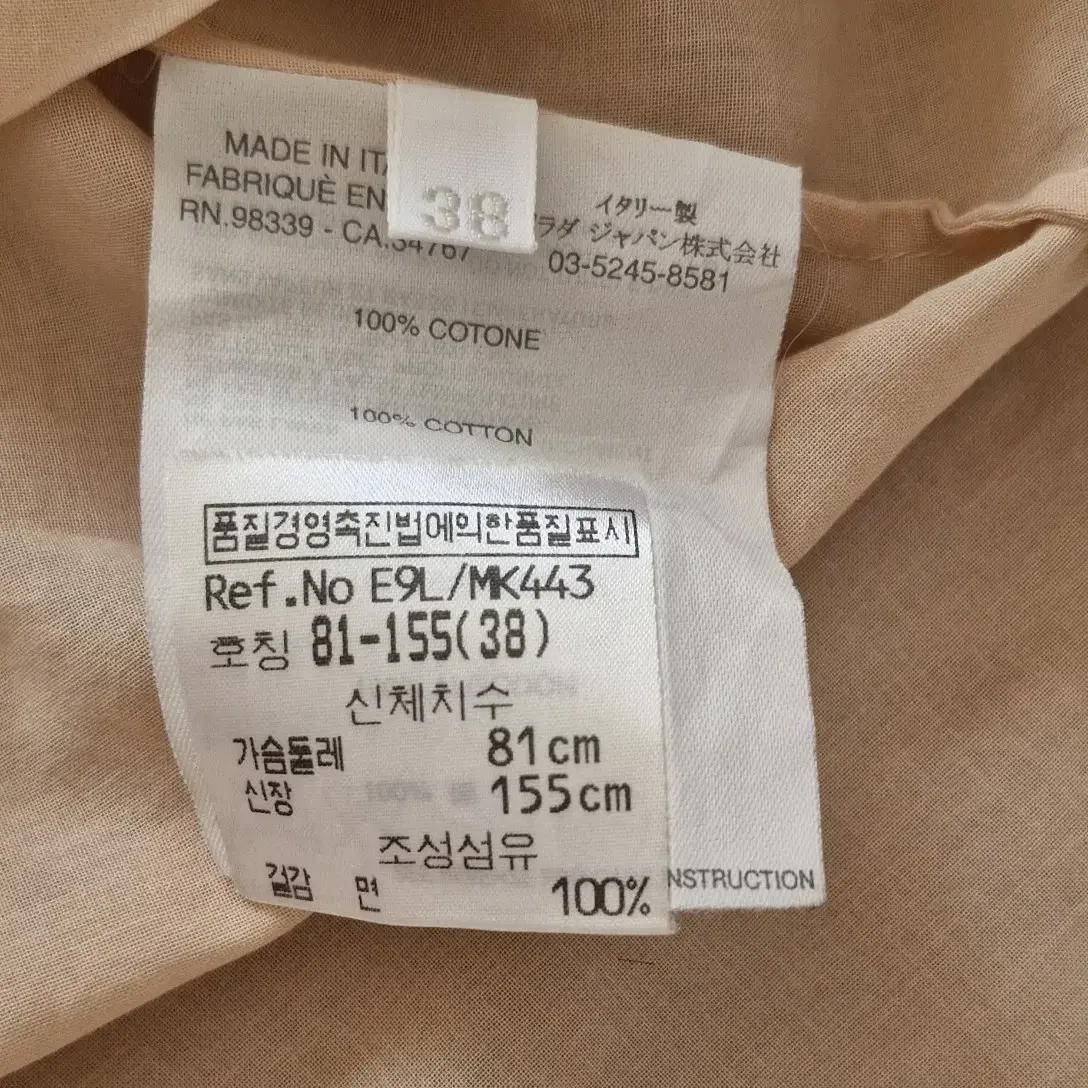 MADE IN ITA
FABRIQUÈ EN
RN.98339 - CA.34767
38
イタリー製
ラダ ジャパン株式会社
03-5245-8581
100% COTONE
100% COTTON
품질경영촉진법에의한품질표시
Ref.No E9L/MK443
호칭 81-155(38)
신체치수
가슴둘레 81cm
신장 155cm
조성섬유
겉감 면 100%
NSTRUCTION